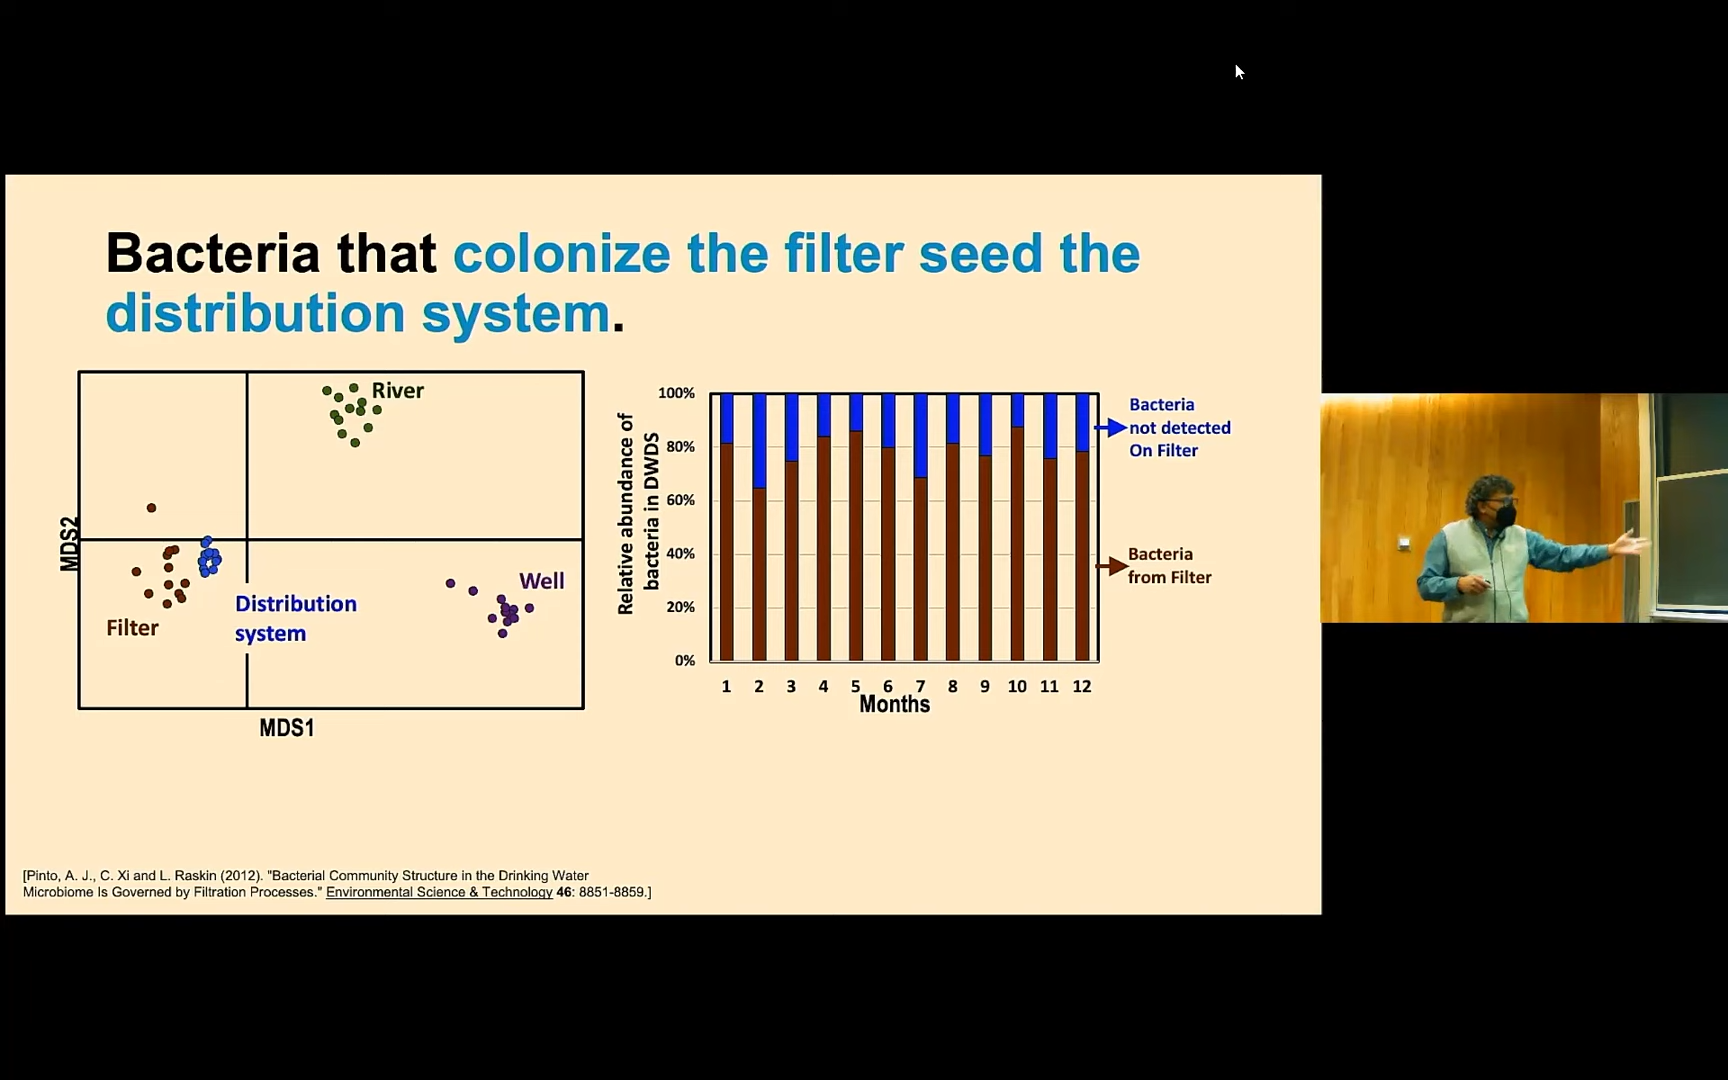 Bacteria that colonize the filter seed the
distribution system.
River
MDS2
Well
Distribution
system
Filter
MDS1
Relative abundance of
bacteria in DWDS
100%
80%
60%
40%
20%
0%
1 2 3 4 5 6 7 8 9 10 11 12
Months
Bacteria
not detected
On Filter
Bacteria
from Filter
[Pinto, A. J., C. Xi and L. Raskin (2012). "Bacterial Community Structure in the Drinking Water
Microbiome Is Governed by Filtration Processes." Environmental Science & Technology 46: 8851-8859.]